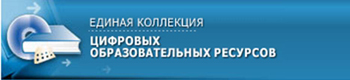 ЕДИНАЯ КОЛЛЕКЦИЯ
ЦИФРОВЫХ
ОБРАЗОВАТЕЛЬНЫХ РЕСУРСОВ